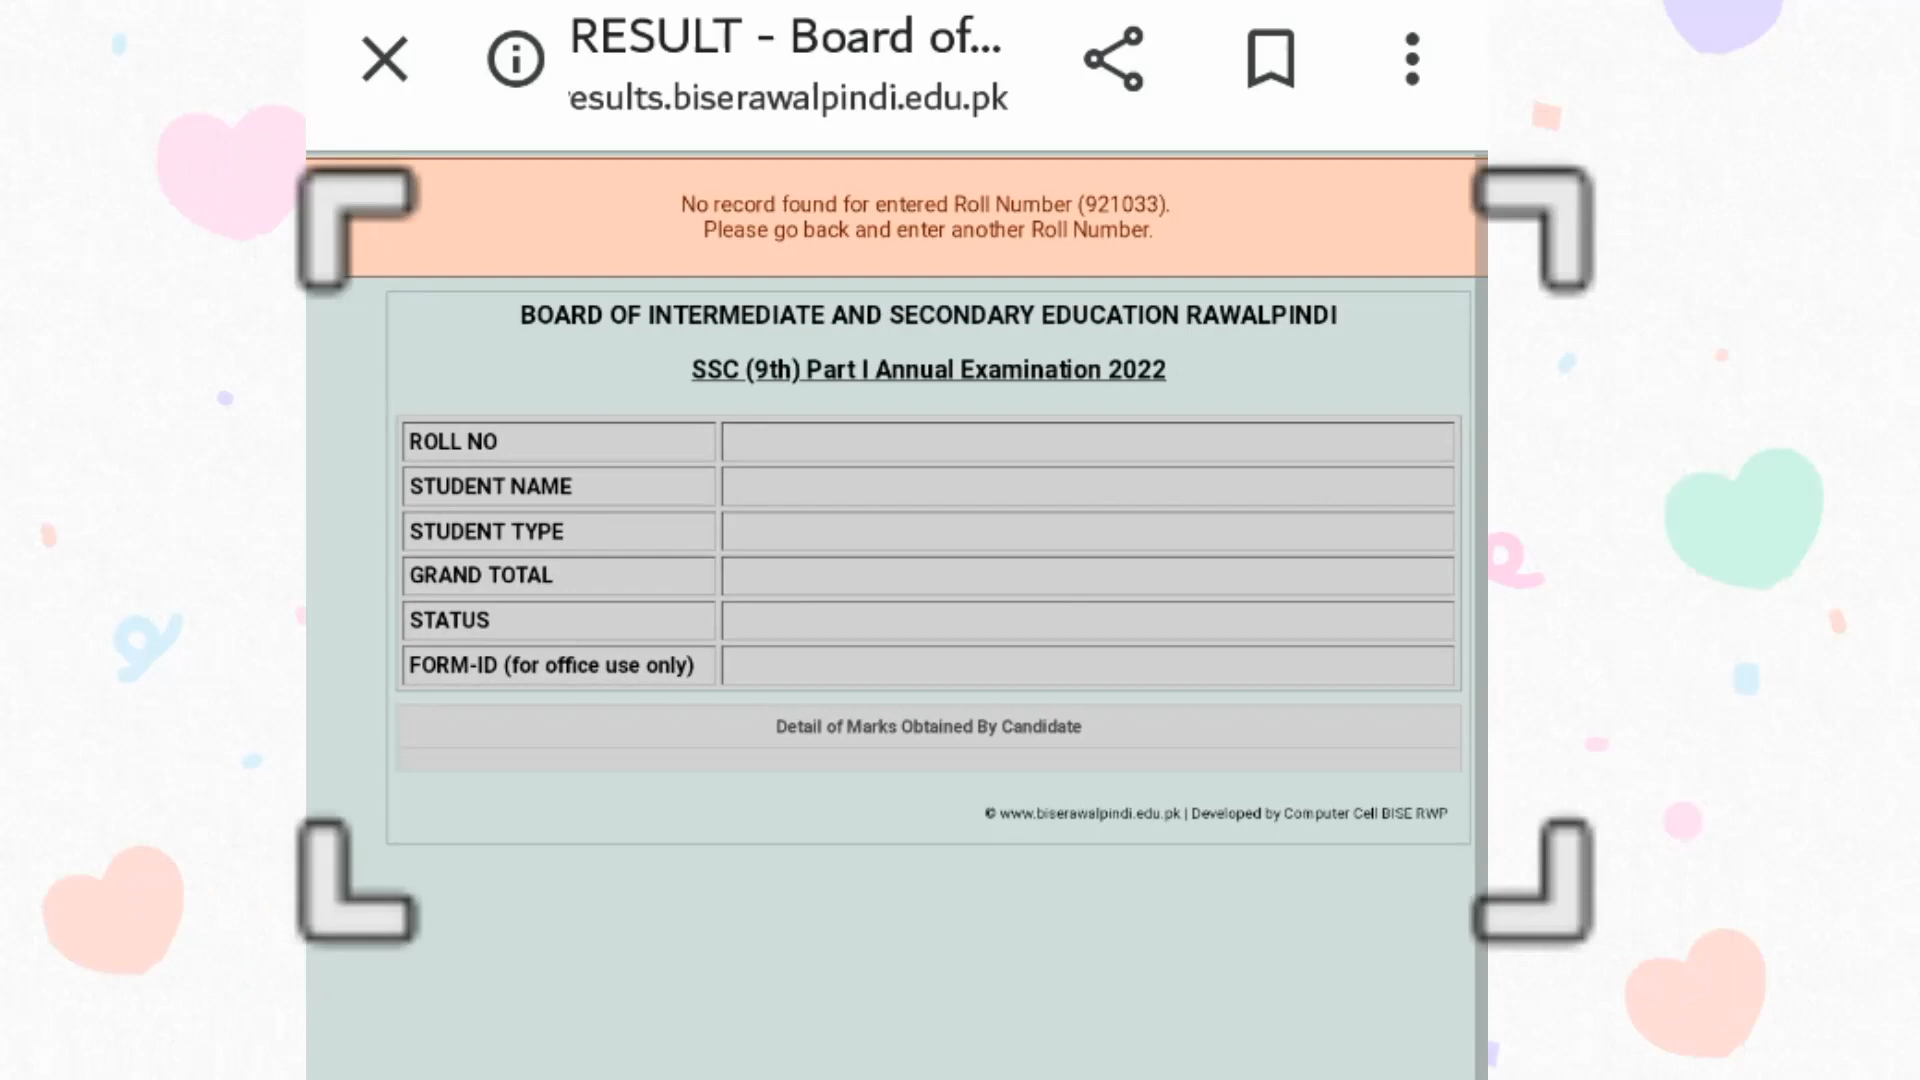 RESULT - Board of...
esults.biserawalpindi.edu.pk
No record found for entered Roll Number (921033).
Please go back and enter another Roll Number.
BOARD OF INTERMEDIATE AND SECONDARY EDUCATION RAWALPINDI
SSC (9th) Part I Annual Examination 2022
ROLL NO
STUDENT NAME
STUDENT TYPE
GRAND TOTAL
STATUS
FORM-ID (for office use only)
Detail of Marks Obtained By Candidate
© www.biserawalpindi.edu.pk | Developed by Computer Cell BISE RWP